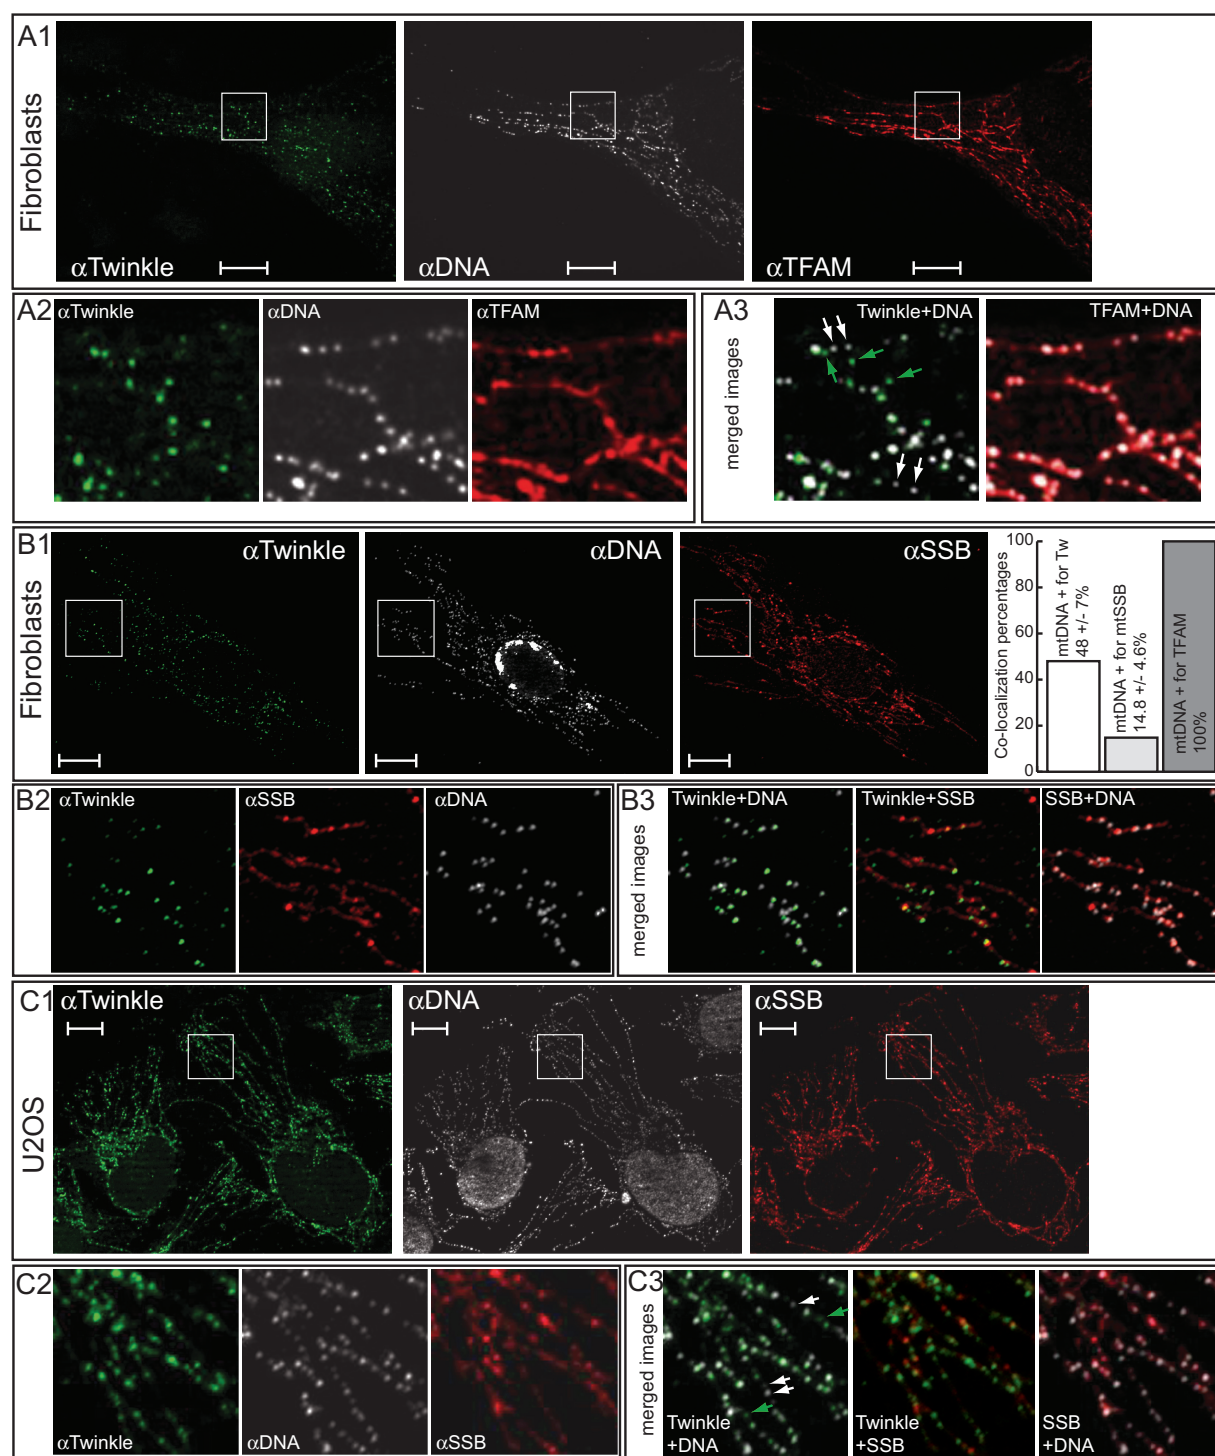 A1
Fibroblasts
αTwinkle
αDNA
αTFAM
A2
αTwinkle
αDNA
αTFAM
A3
merged images
Twinkle+DNA
TFAM+DNA
B1
Fibroblasts
αTwinkle
αDNA
αSSB
Co-localization percentages
100
80
60
40
20
0
mtDNA + for Tw
48 +/- 7%
mtDNA + for mtSSB
14.8 +/- 4.6%
mtDNA + for TFAM
100%
B2
αTwinkle
αSSB
αDNA
B3
merged images
Twinkle+DNA
Twinkle+SSB
SSB+DNA
C1
U2OS
αTwinkle
αDNA
αSSB
C2
αTwinkle
αDNA
αSSB
C3
merged images
Twinkle
+DNA
Twinkle
+SSB
SSB
+DNA